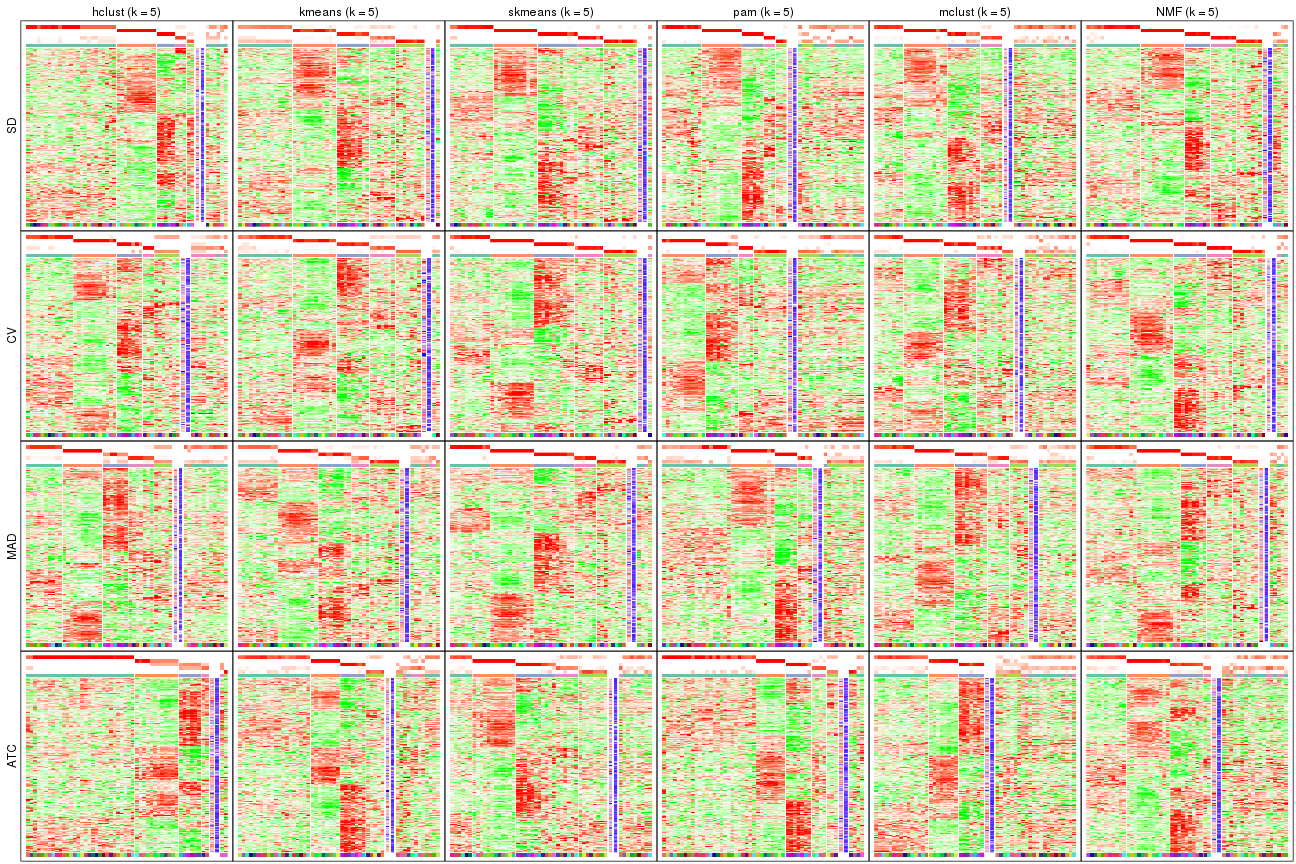 hclust (k = 5) kmeans (k = 5) skmeans (k = 5) pam (k = 5) mclust (k = 5) NMF (k = 5)
SD
CV
MAD
ATC